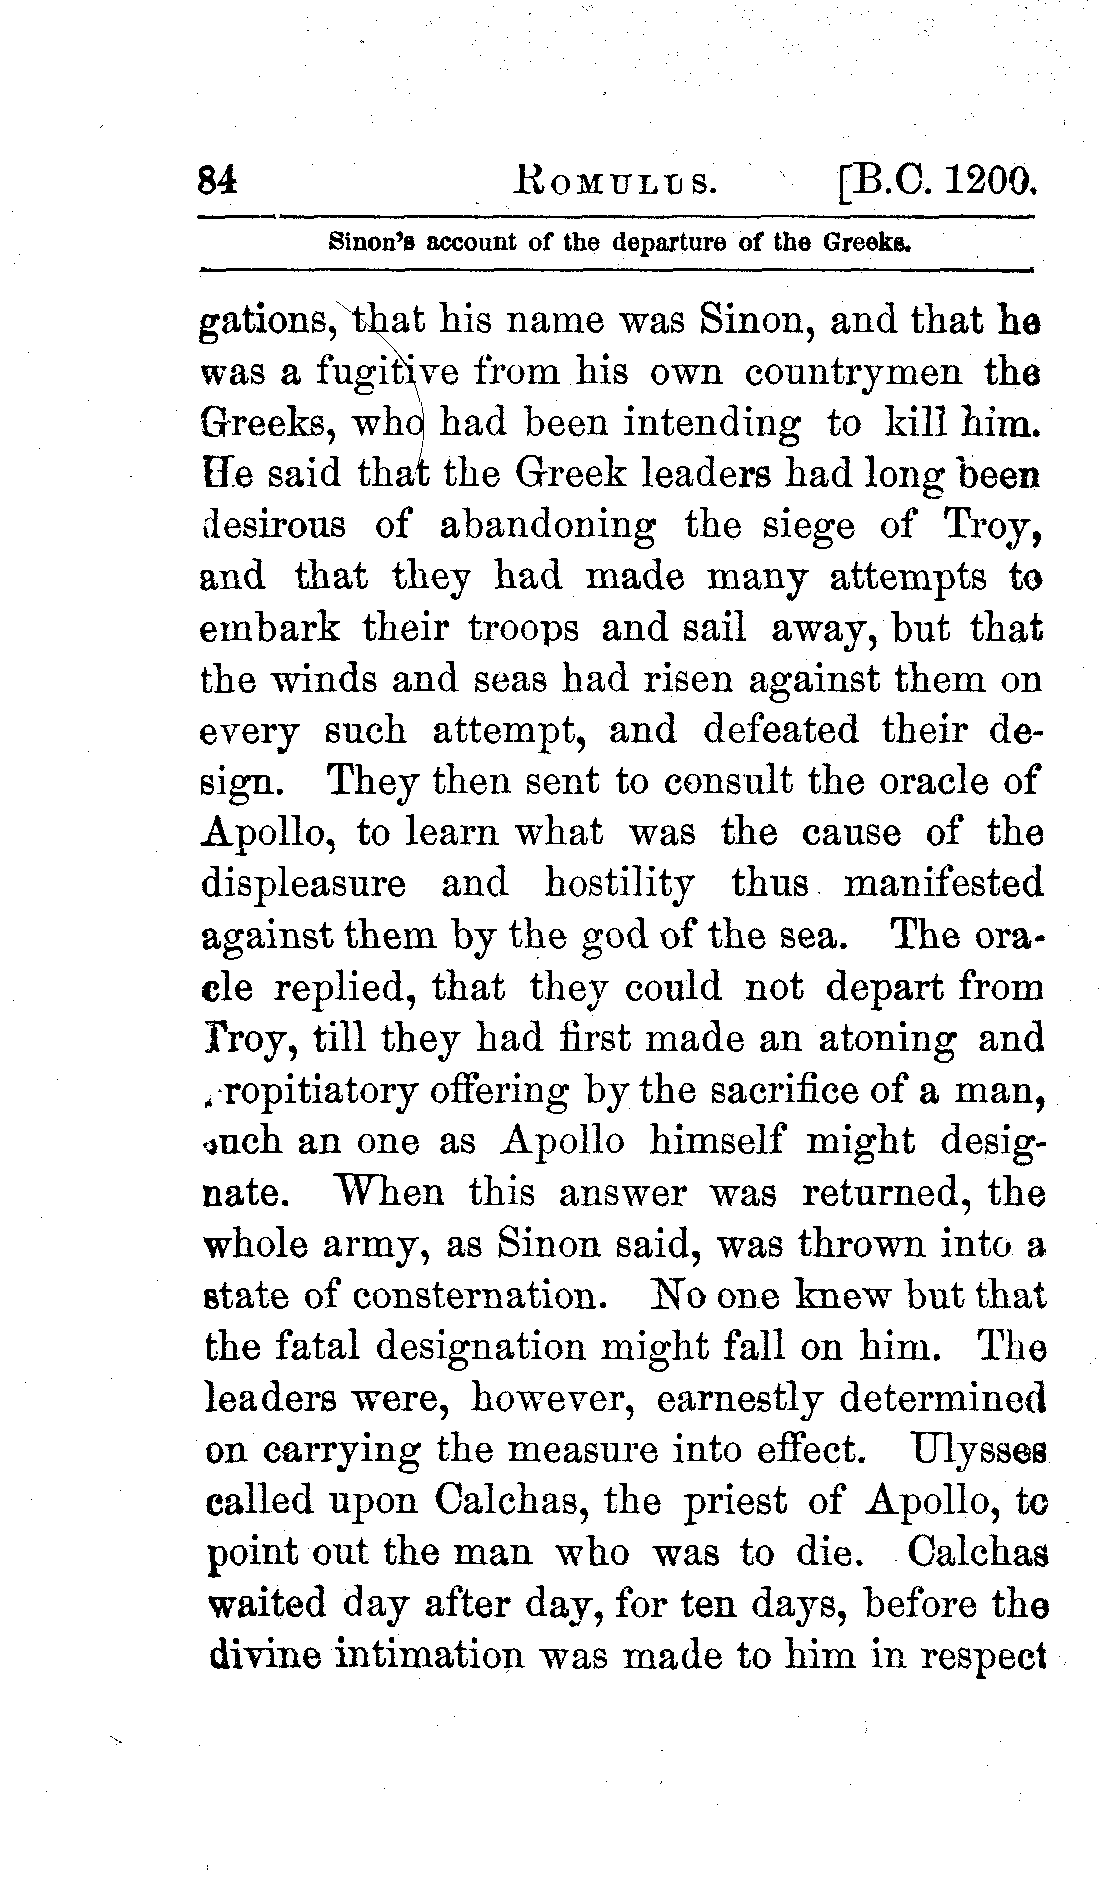 84 ROMULUS. [B.C. 1200.
Sinon's account of the departure of the Greeks.
gations, that his name was Sinon, and that he
was a fugitive from his own countrymen the
Greeks, who had been intending to kill him.
He said that the Greek leaders had long been
desirous of abandoning the siege of Troy,
and that they had made many attempts to
embark their troops and sail away, but that
the winds and seas had risen against them on
every such attempt, and defeated their de-
sign. They then sent to consult the oracle of
Apollo, to learn what was the cause of the
displeasure and hostility thus manifested
against them by the god of the sea. The ora-
cle replied, that they could not depart from
Troy, till they had first made an atoning and
propitiatory offering by the sacrifice of a man,
such an one as Apollo himself might desig-
nate. When this answer was returned, the
whole army, as Sinon said, was thrown into a
state of consternation. No one knew but that
the fatal designation might fall on him. The
leaders were, however, earnestly determined
on carrying the measure into effect. Ulysses
called upon Calchas, the priest of Apollo, to
point out the man who was to die. Calchas
waited day after day, for ten days, before the
divine intimation was made to him in respect